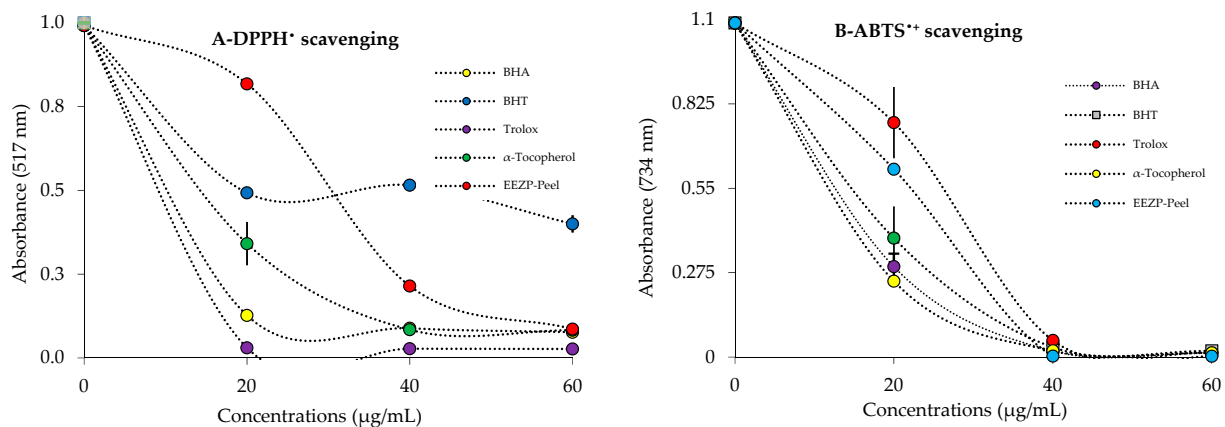 A-DPPH• scavenging
1.0
0.8
0.5
0.3
0.0
Absorbance (517 nm)
BHA
BHT
Trolox
α-Tocopherol
EEZP-Peel
0
20
40
60
Concentrations (µg/mL)
B-ABTS•+ scavenging
1.1
0.825
0.55
0.275
0
Absorbance (734 nm)
BHA
BHT
Trolox
α-Tocopherol
EEZP-Peel
0
20
40
60
Concentrations (µg/mL)